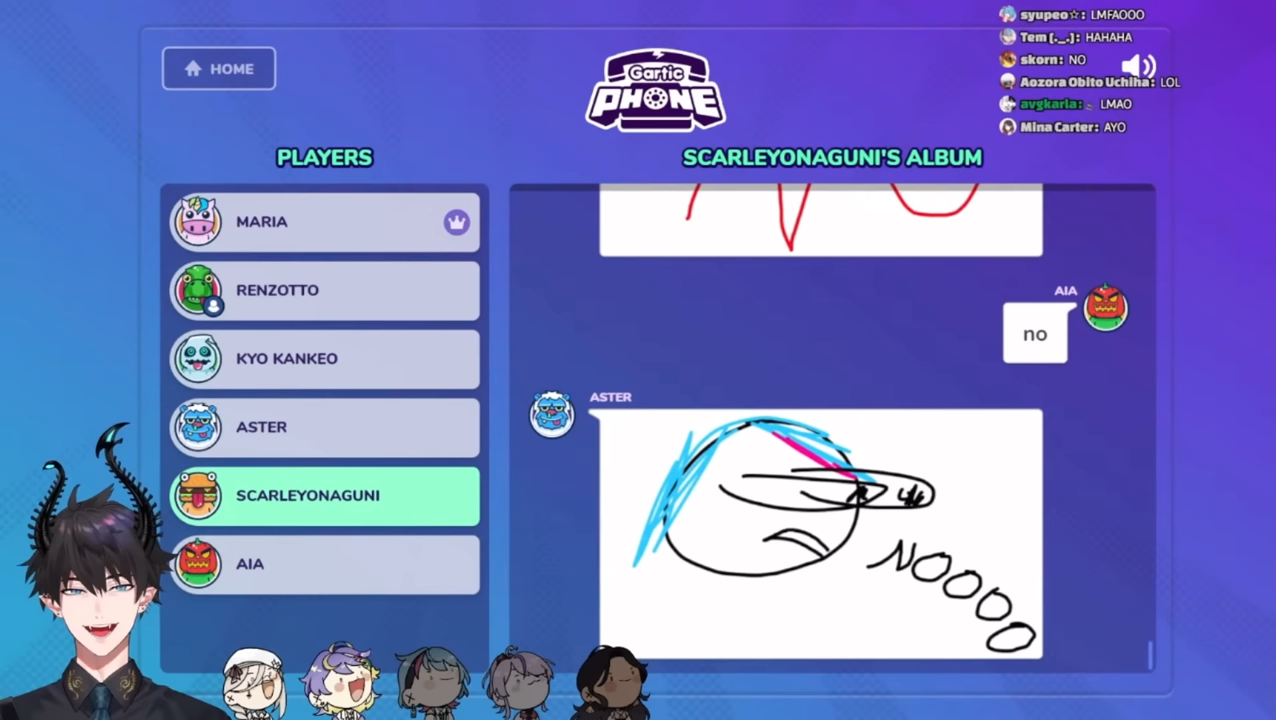 syupeo☆: LMFAOOO
Tem [._.]: HAHAHA
skorn: NO
Aozora Obito Uchiha: LOL
avgkarla: LMAO
Mina Carter: AYO
HOME
Gartic
PHONE
PLAYERS
SCARLEYONAGUNI'S ALBUM
MARIA
RENZOTTO
KYO KANKEO
ASTER
SCARLEYONAGUNI
AIA
AIA
no
ASTER
NOOOO